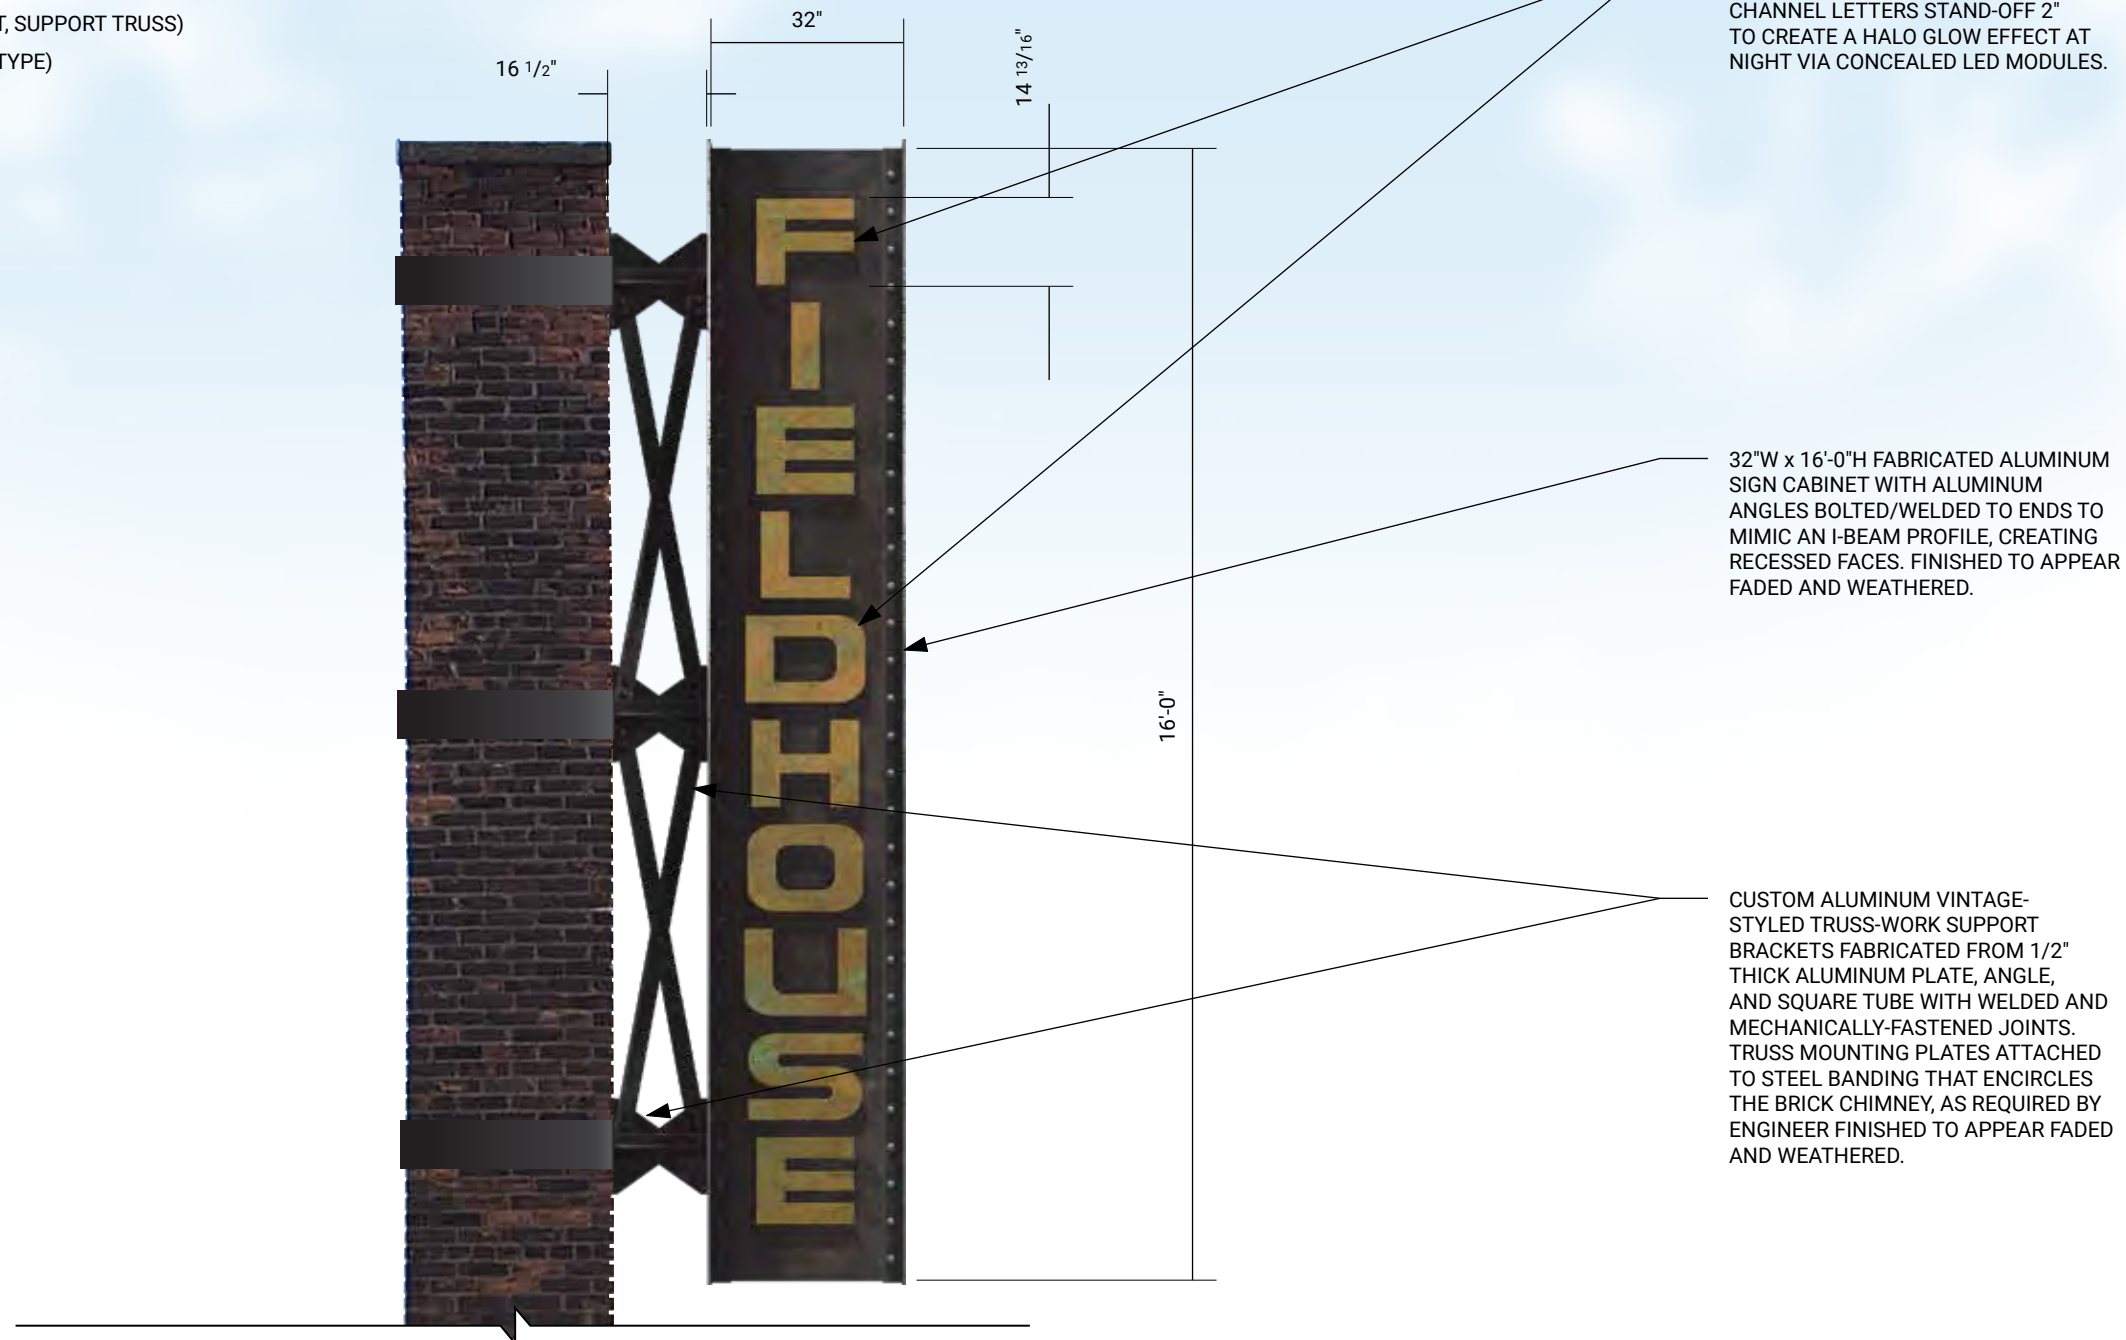 T, SUPPORT TRUSS)
TYPE)
32"
16 1/2"
14 13/16"
CHANNEL LETTERS STAND-OFF 2"
TO CREATE A HALO GLOW EFFECT AT
NIGHT VIA CONCEALED LED MODULES.
FIELDHOUSE
32"W x 16'-0"H FABRICATED ALUMINUM
SIGN CABINET WITH ALUMINUM
ANGLES BOLTED/WELDED TO ENDS TO
MIMIC AN I-BEAM PROFILE, CREATING
RECESSED FACES. FINISHED TO APPEAR
FADED AND WEATHERED.
16'-0"
CUSTOM ALUMINUM VINTAGE-
STYLED TRUSS-WORK SUPPORT
BRACKETS FABRICATED FROM 1/2"
THICK ALUMINUM PLATE, ANGLE,
AND SQUARE TUBE WITH WELDED AND
MECHANICALLY-FASTENED JOINTS.
TRUSS MOUNTING PLATES ATTACHED
TO STEEL BANDING THAT ENCIRCLES
THE BRICK CHIMNEY, AS REQUIRED BY
ENGINEER FINISHED TO APPEAR FADED
AND WEATHERED.